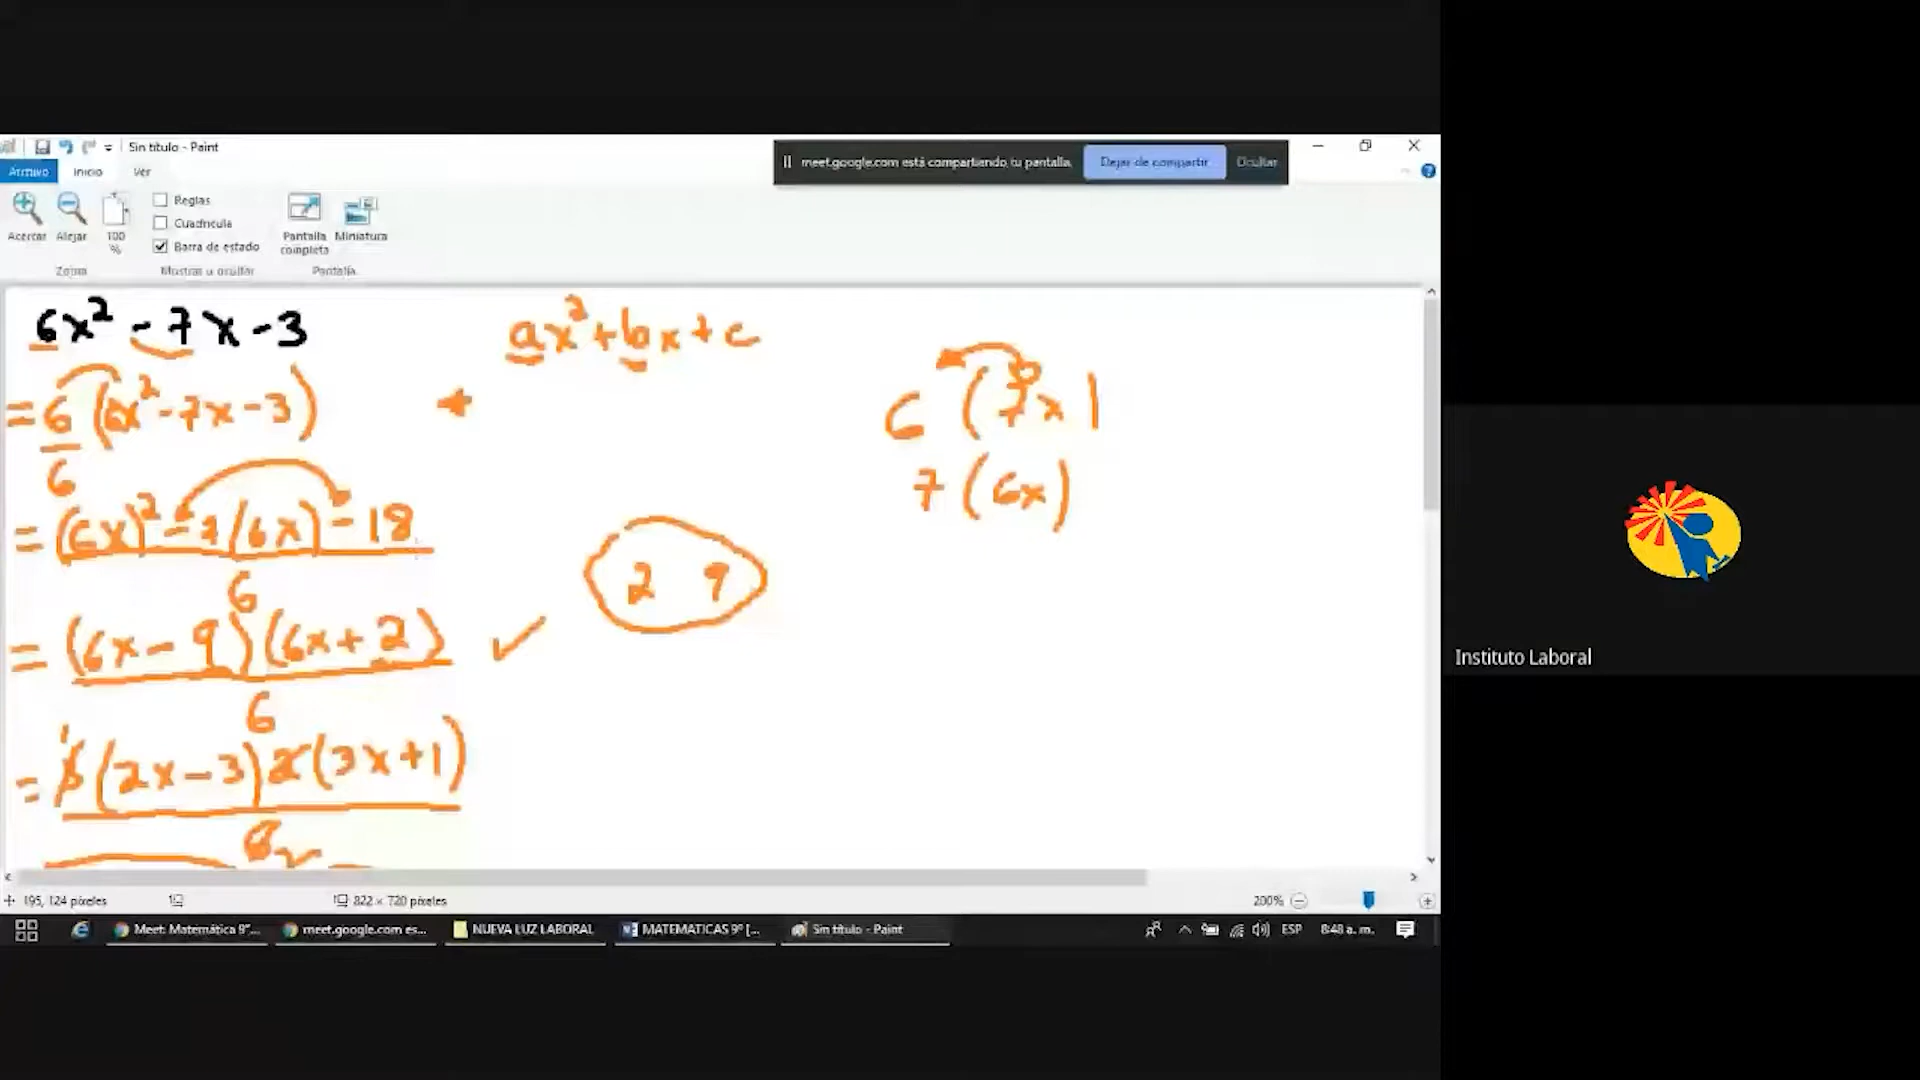 Sin título - Paint
meet.google.com está compartiendo tu pantalla.
Dejar de compartir
Ocultar
Archivo
Inicio
Ver
Acercar
Alejar
100 %
Reglas
Cuadrícula
Barra de estado
Pantalla completa
Miniatura
Zoom
Mostrar u ocultar
Pantalla
6x² - 7x - 3
ax² + bx + c
= 6 (6x² - 7x - 3)
6
6 (7x)
7 (6x)
= (6x)² - 7(6x) - 18
6
2 9
= (6x - 9)(6x + 2) ✓
6
= 3(2x - 3) 2(3x + 1)
6
Instituto Laboral
195, 124 píxeles
822 × 720 píxeles
200%
Meet: Matemática 9°...
meet.google.com es...
NUEVA LUZ LABORAL
MATEMATICAS 9º [...
Sin título - Paint
ESP
8:48 a. m.